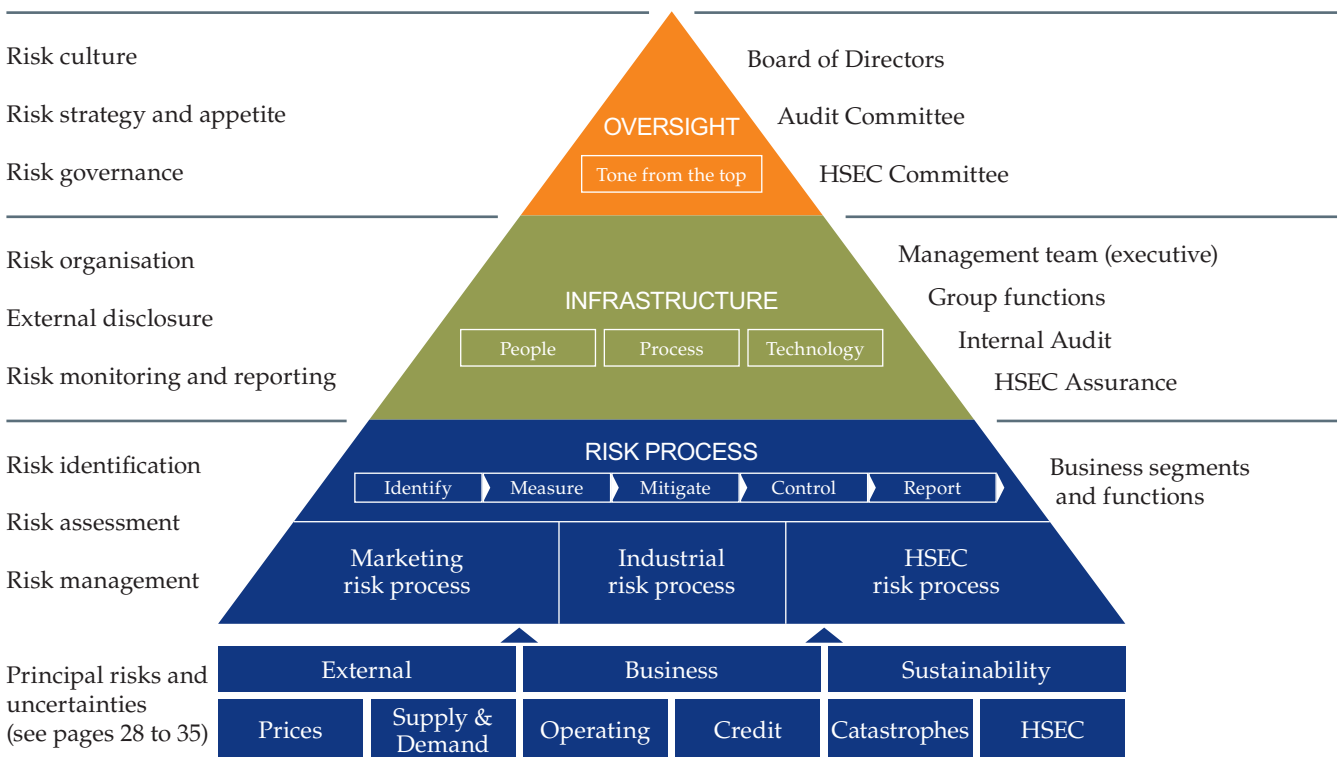 Risk culture
Risk strategy and appetite
Risk governance
OVERSIGHT
Tone from the top
Board of Directors
Audit Committee
HSEC Committee
Risk organisation
External disclosure
Risk monitoring and reporting
INFRASTRUCTURE
People
Process
Technology
Management team (executive)
Group functions
Internal Audit
HSEC Assurance
Risk identification
Risk assessment
Risk management
RISK PROCESS
Identify
Measure
Mitigate
Control
Report
Marketing
risk process
Industrial
risk process
HSEC
risk process
Business segments
and functions
Principal risks and
uncertainties
(see pages 28 to 35)
External
Business
Sustainability
Prices
Supply &
Demand
Operating
Credit
Catastrophes
HSEC